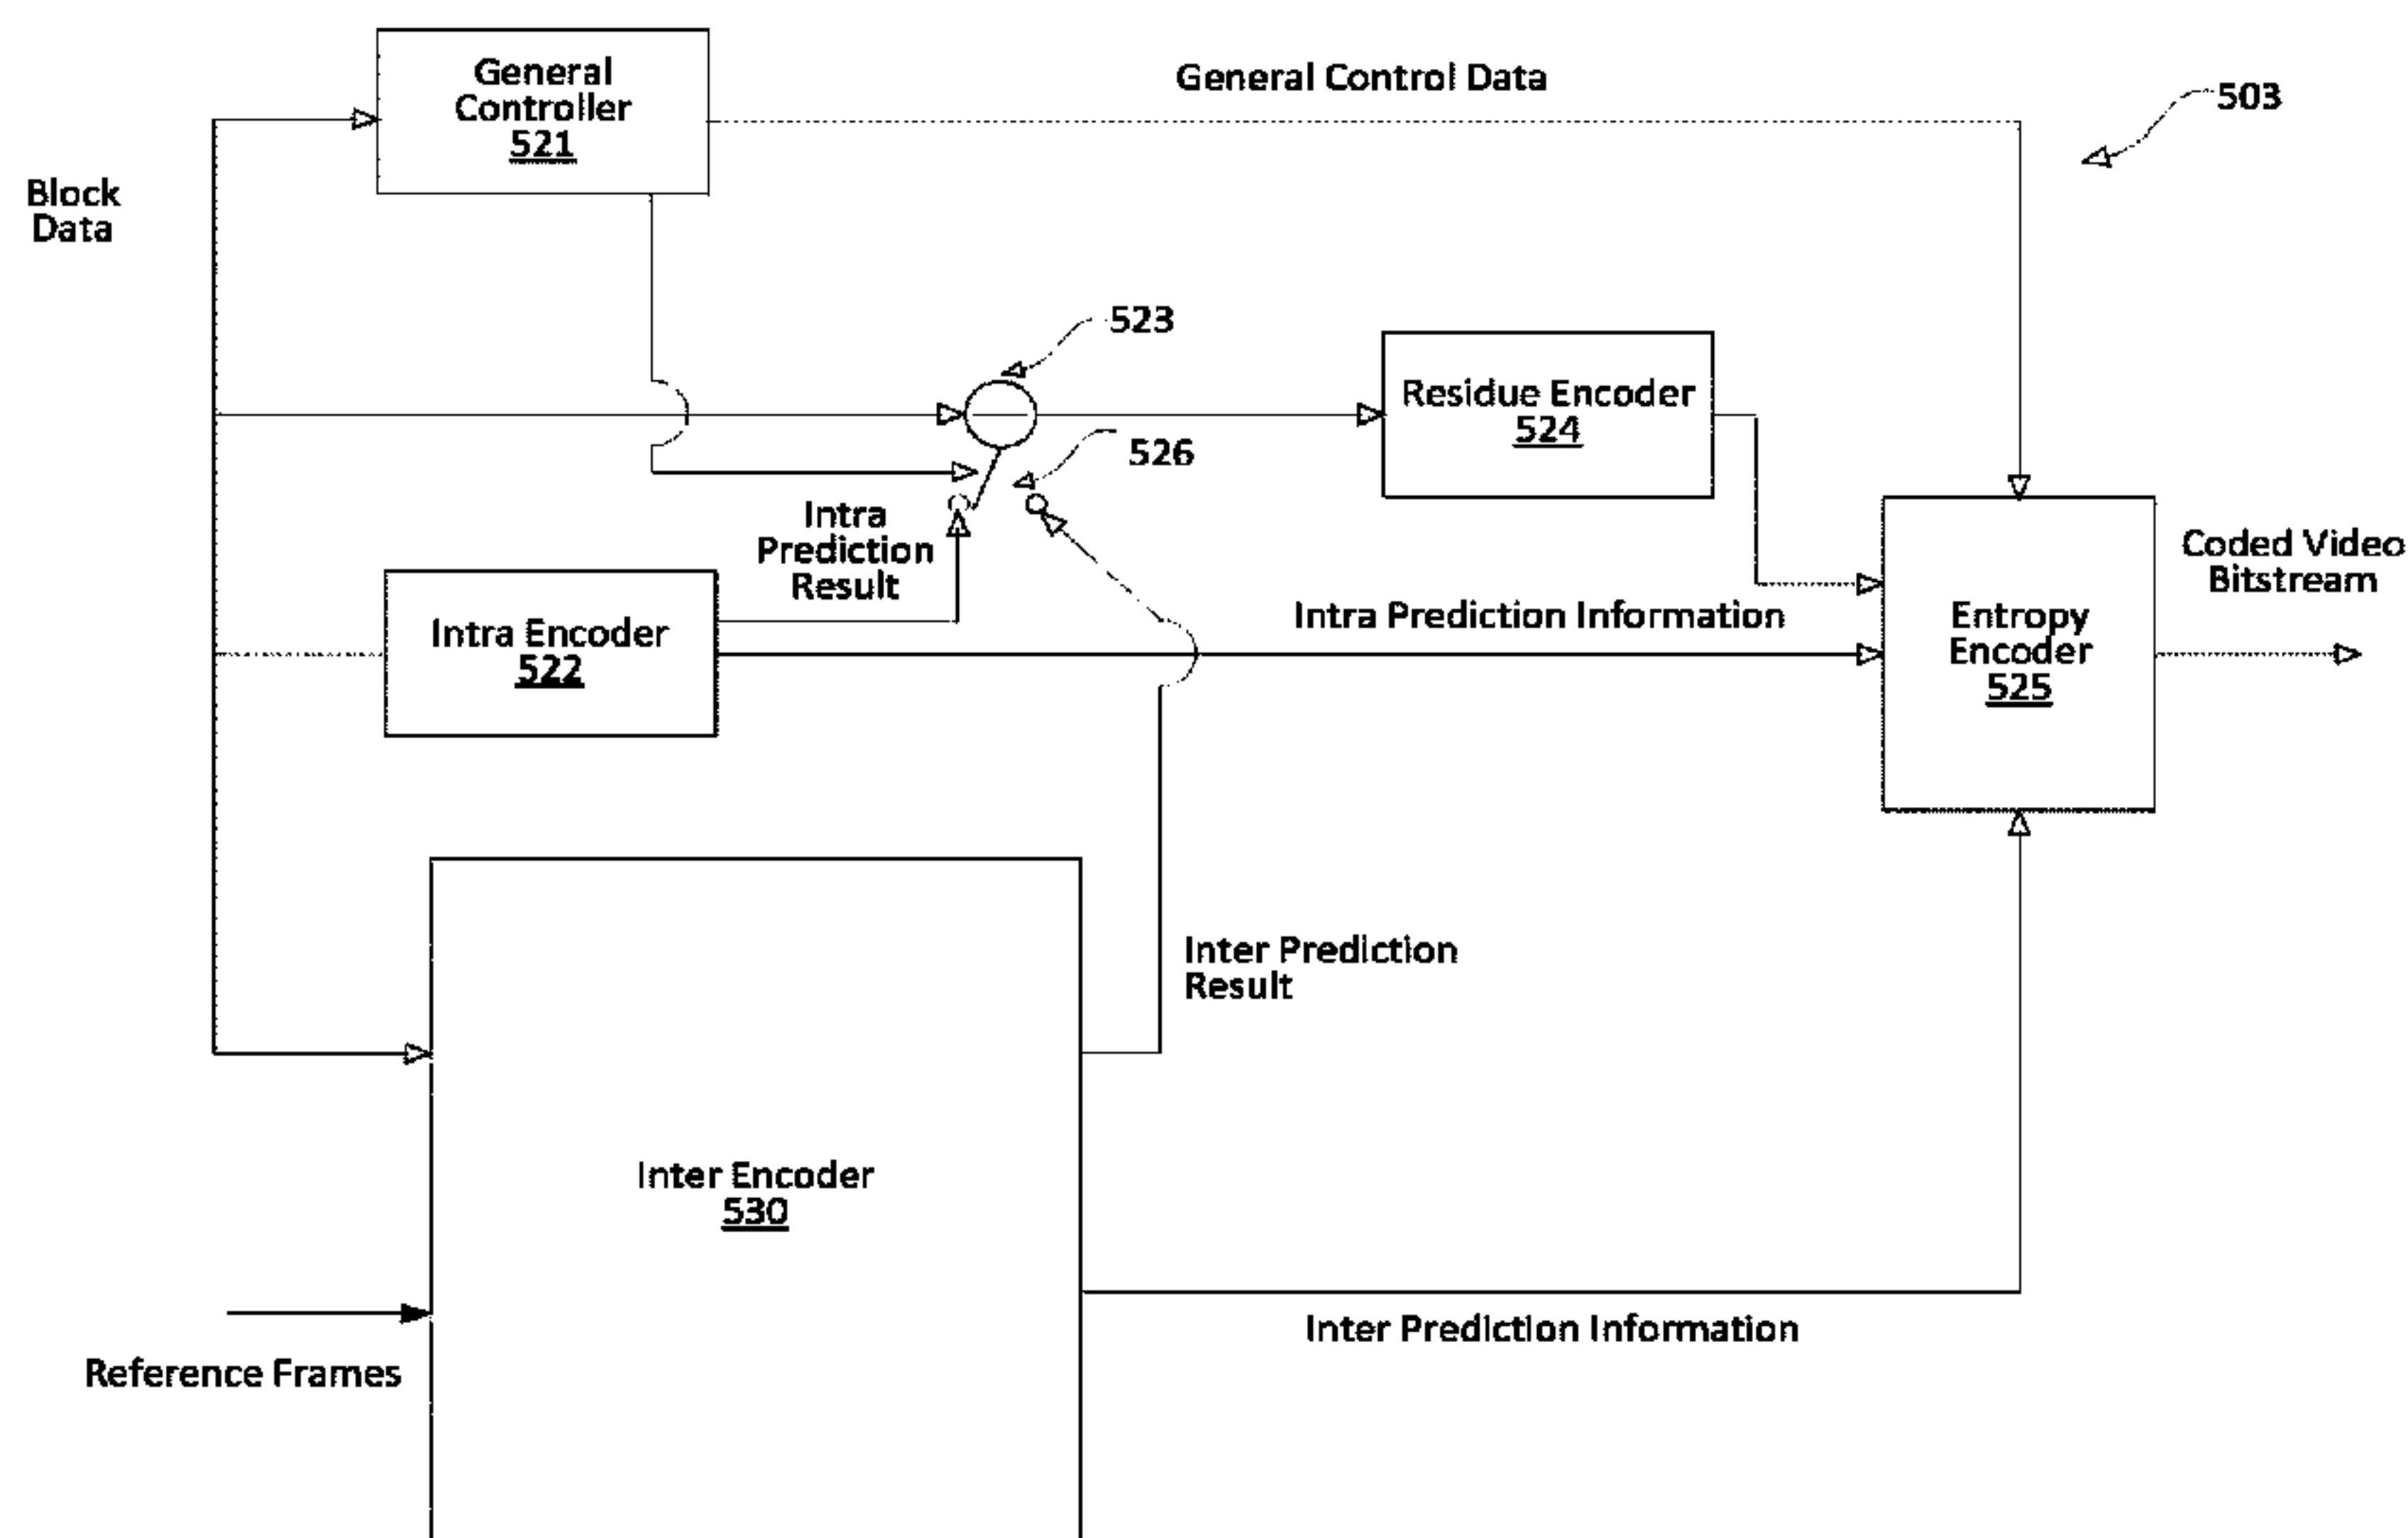 General
Controller
521
General Control Data
503
Block
Data
523
Residue Encoder
524
526
Intra
Prediction
Result
Coded Video
Bitstream
Intra Encoder
522
Intra Prediction Information
Entropy
Encoder
525
Inter Prediction
Result
Inter Encoder
530
Inter Prediction Information
Reference Frames